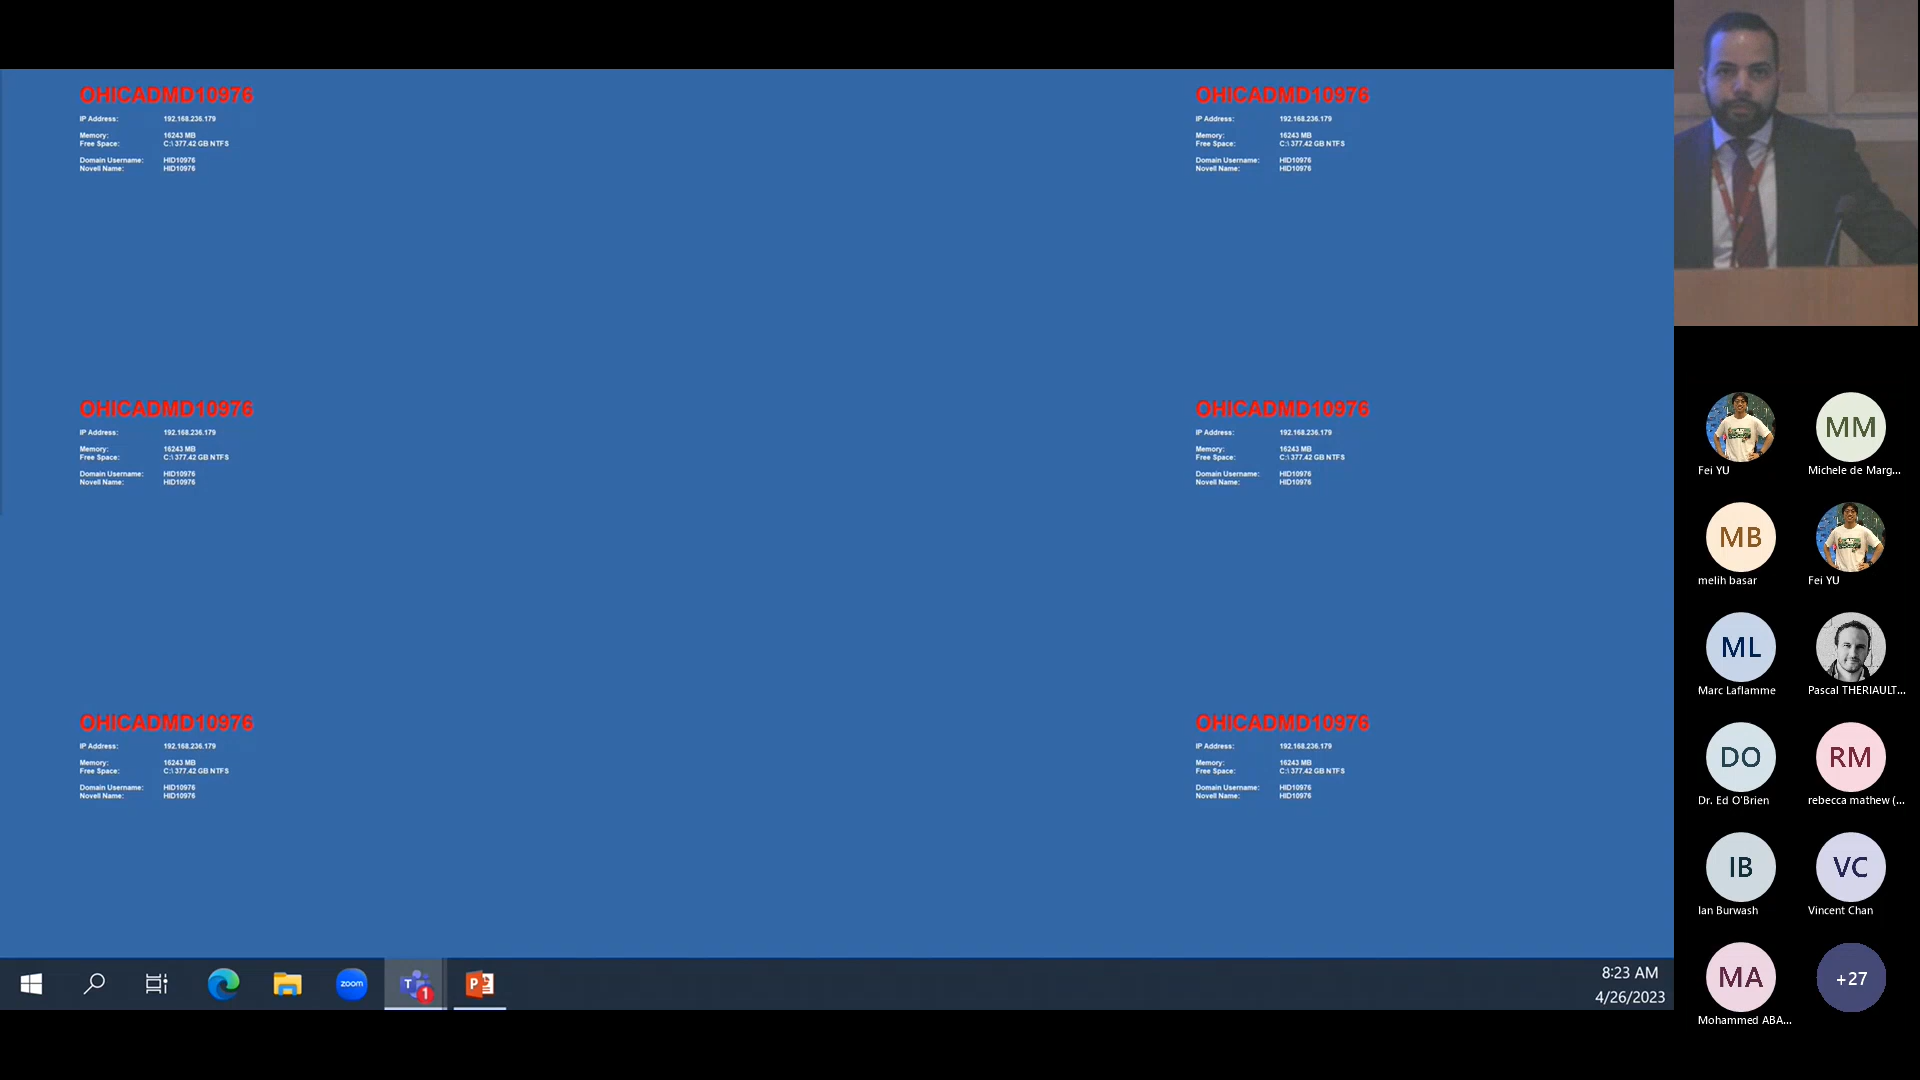 OHICADMD10976
IP Address: 192.168.236.179
Memory: 16243 MB
Free Space: C:\ 377.42 GB NTFS
Domain Username: HID10976
Novell Name: HID10976
OHICADMD10976
IP Address: 192.168.236.179
Memory: 16243 MB
Free Space: C:\ 377.42 GB NTFS
Domain Username: HID10976
Novell Name: HID10976
OHICADMD10976
IP Address: 192.168.236.179
Memory: 16243 MB
Free Space: C:\ 377.42 GB NTFS
Domain Username: HID10976
Novell Name: HID10976
OHICADMD10976
IP Address: 192.168.236.179
Memory: 16243 MB
Free Space: C:\ 377.42 GB NTFS
Domain Username: HID10976
Novell Name: HID10976
OHICADMD10976
IP Address: 192.168.236.179
Memory: 16243 MB
Free Space: C:\ 377.42 GB NTFS
Domain Username: HID10976
Novell Name: HID10976
OHICADMD10976
IP Address: 192.168.236.179
Memory: 16243 MB
Free Space: C:\ 377.42 GB NTFS
Domain Username: HID10976
Novell Name: HID10976
zoom
T
1
P
8:23 AM
4/26/2023
Fei YU
MM
Michele de Marg...
MB
melih basar
Fei YU
ML
Marc Laflamme
Pascal THERIAULT...
DO
Dr. Ed O'Brien
RM
rebecca mathew (...
IB
Ian Burwash
VC
Vincent Chan
MA
Mohammed ABA...
+27